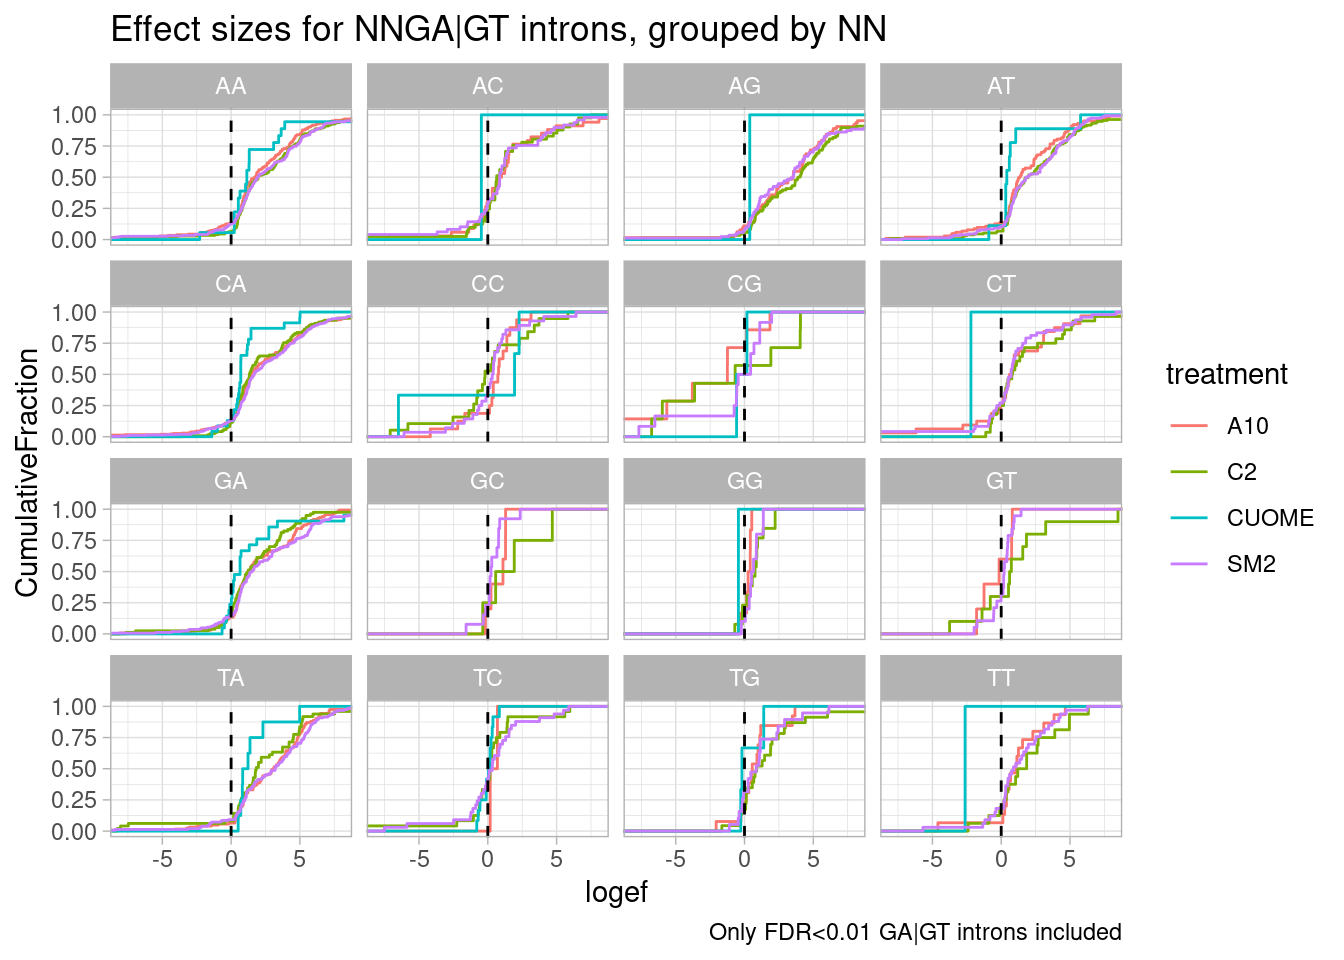 Effect sizes for NNGA|GT introns, grouped by NN
AA AC AG AT
1.00
0.75
0.50
0.25
0.00
CA CC CG CT
1.00
0.75
0.50
0.25
0.00
GA GC GG GT
1.00
0.75
0.50
0.25
0.00
TA TC TG TT
1.00
0.75
0.50
0.25
0.00
-5 0 5 -5 0 5 -5 0 5 -5 0 5
CumulativeFraction
logef
treatment
A10
C2
CUOME
SM2
Only FDR<0.01 GA|GT introns included